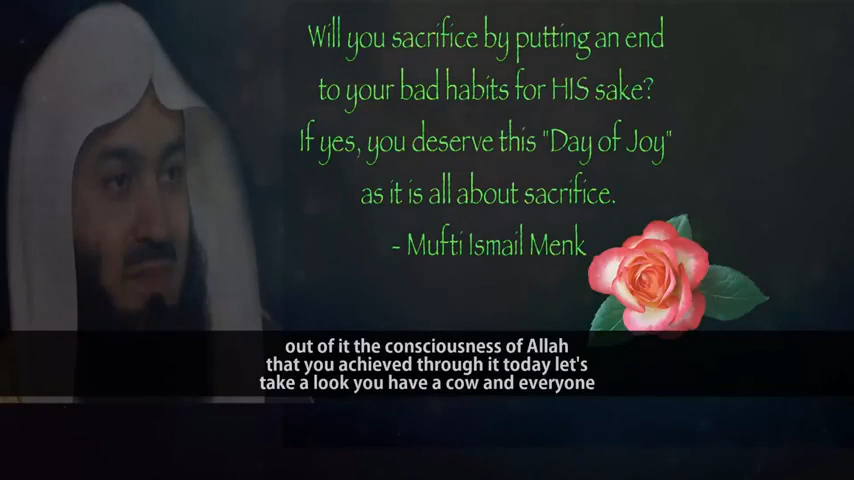 Will you sacrifice by putting an end
to your bad habits for HIS sake?
If yes, you deserve this "Day of Joy"
as it is all about sacrifice.
- Mufti Ismail Menk
out of it the consciousness of Allah
that you achieved through it today let's
take a look you have a cow and everyone